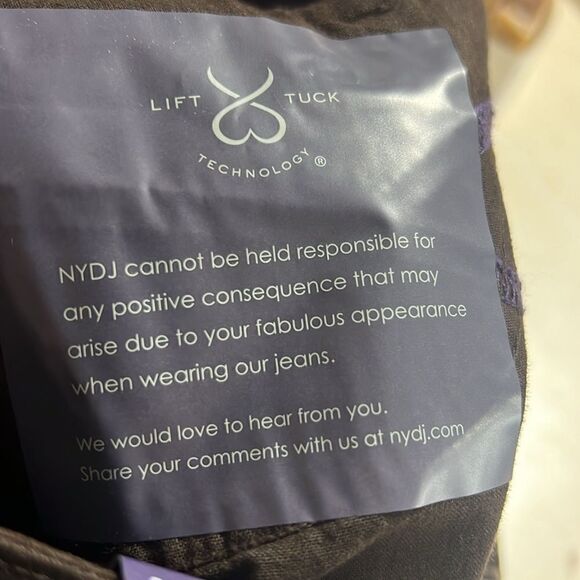 LIFT TUCK
TECHNOLOGY®
NYDJ cannot be held responsible for
any positive consequence that may
arise due to your fabulous appearance
when wearing our jeans.
We would love to hear from you.
Share your comments with us at nydj.com